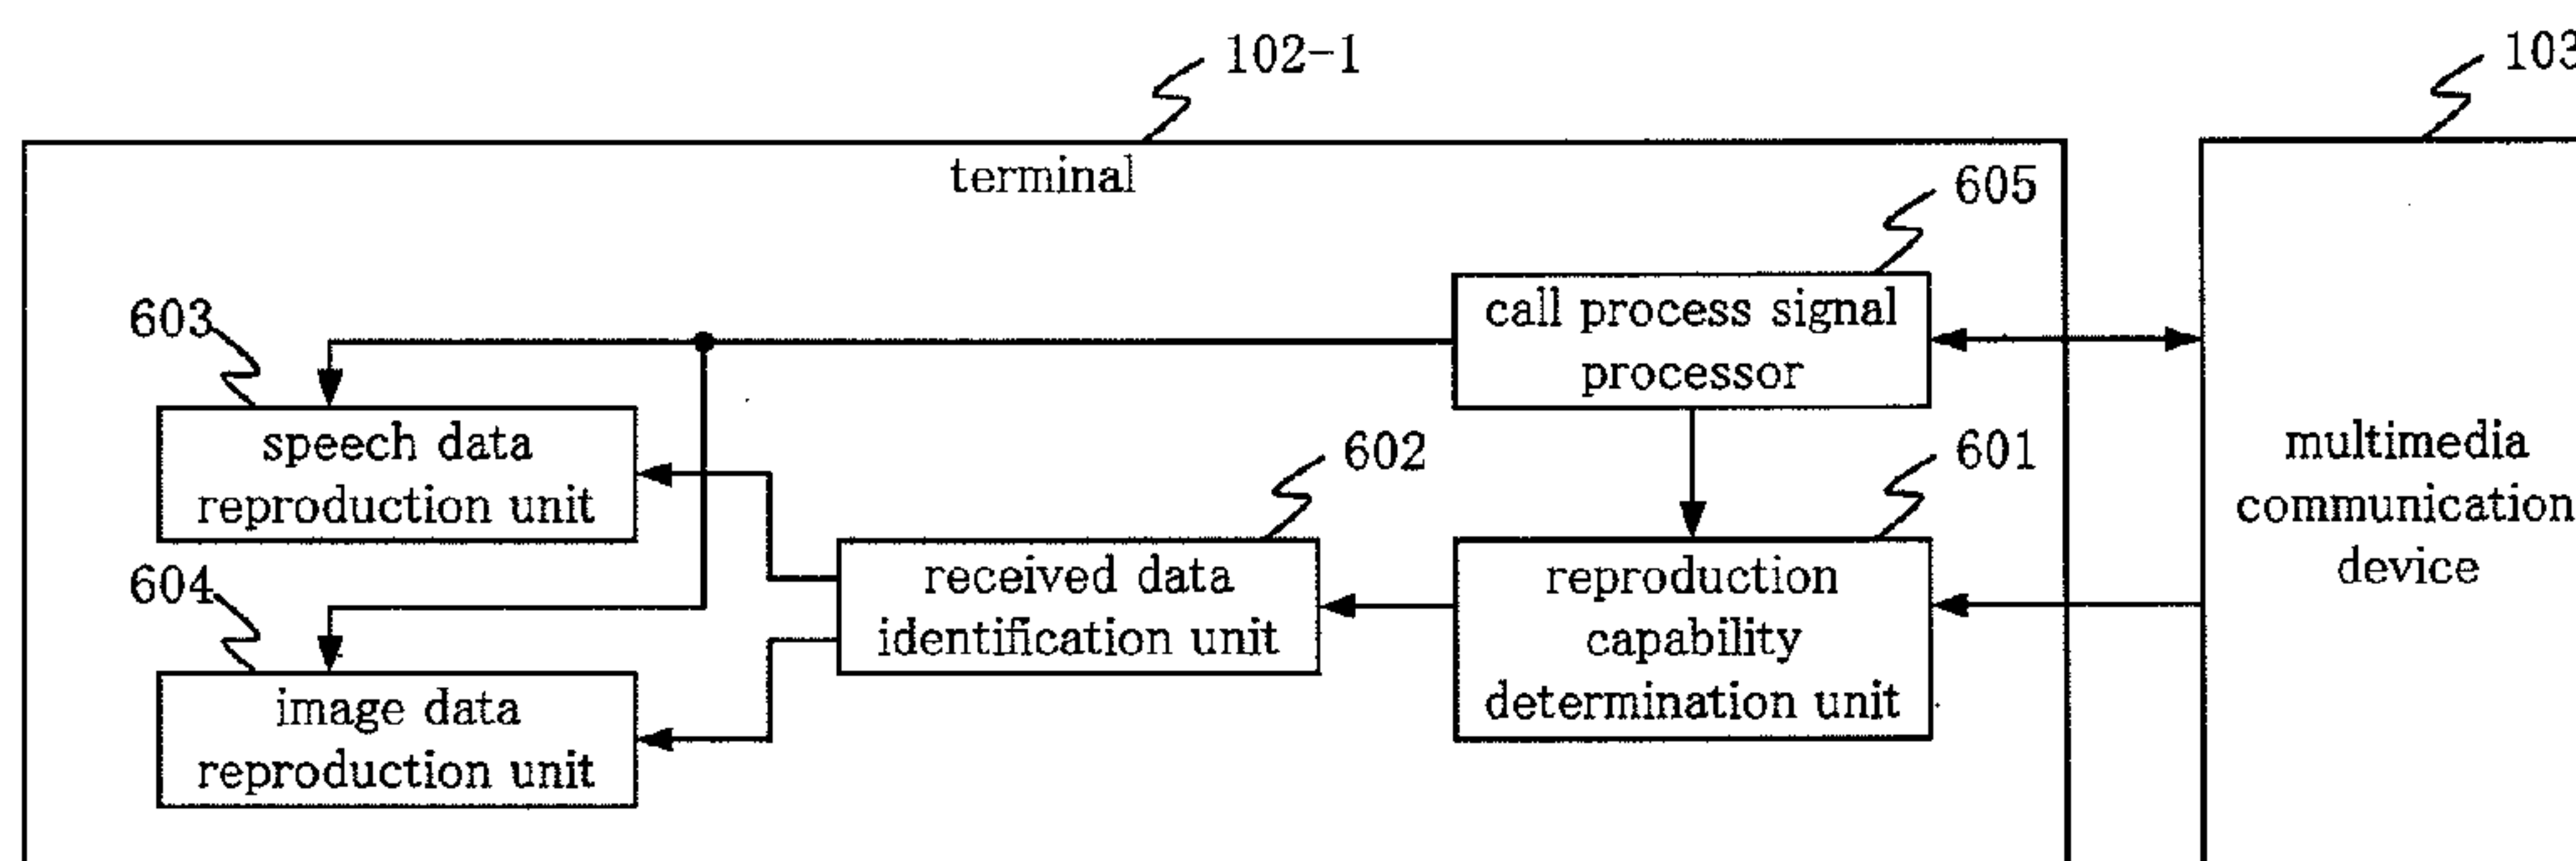 102-1
103
terminal
605
call process signal
processor
603
speech data
reproduction unit
602
601
multimedia
communication
device
received data
identification unit
reproduction
capability
determination unit
604
image data
reproduction unit